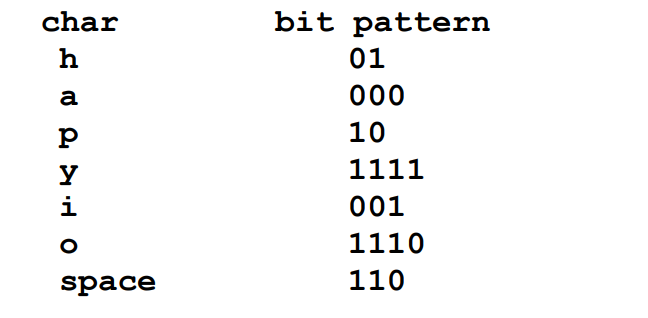 char bit pattern
h 01
a 000
p 10
y 1111
i 001
o 1110
space 110